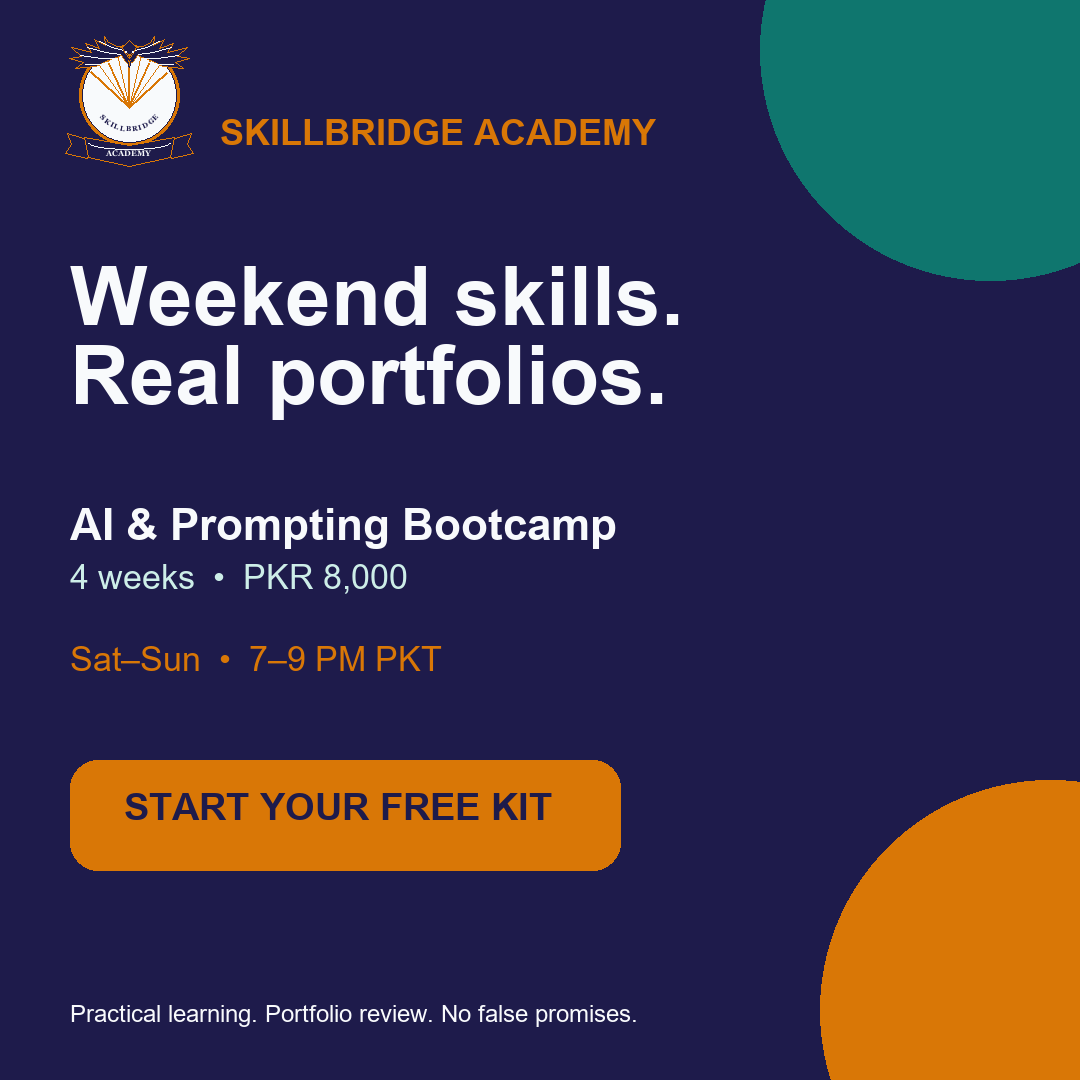 SKILLBRIDGE
ACADEMY
SKILLBRIDGE ACADEMY
Weekend skills.
Real portfolios.
AI & Prompting Bootcamp
4 weeks • PKR 8,000
Sat–Sun • 7–9 PM PKT
START YOUR FREE KIT
Practical learning. Portfolio review. No false promises.